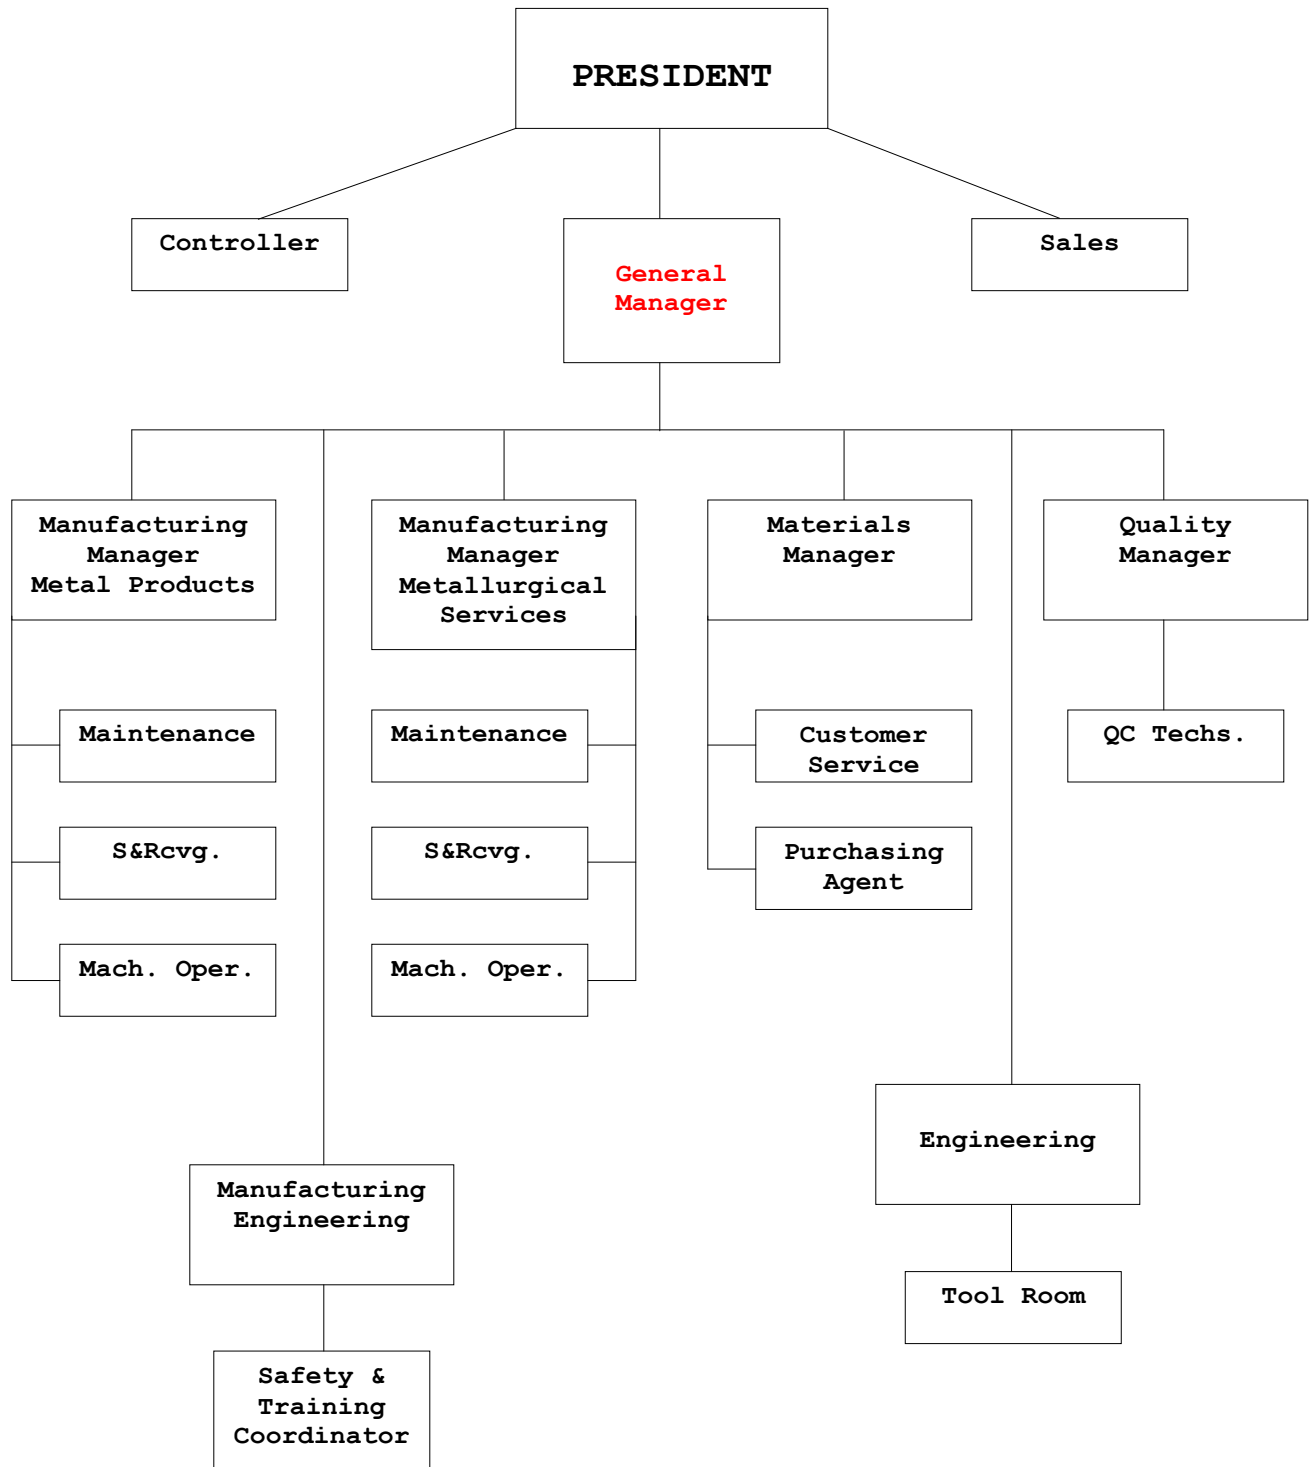 PRESIDENT
Controller
General
Manager
Sales
Manufacturing
Manager
Metal Products
Manufacturing
Manager
Metallurgical
Services
Materials
Manager
Quality
Manager
Maintenance
Maintenance
Customer
Service
QC Techs.
S&Rcvg.
S&Rcvg.
Purchasing
Agent
Mach. Oper.
Mach. Oper.
Engineering
Manufacturing
Engineering
Tool Room
Safety &
Training
Coordinator